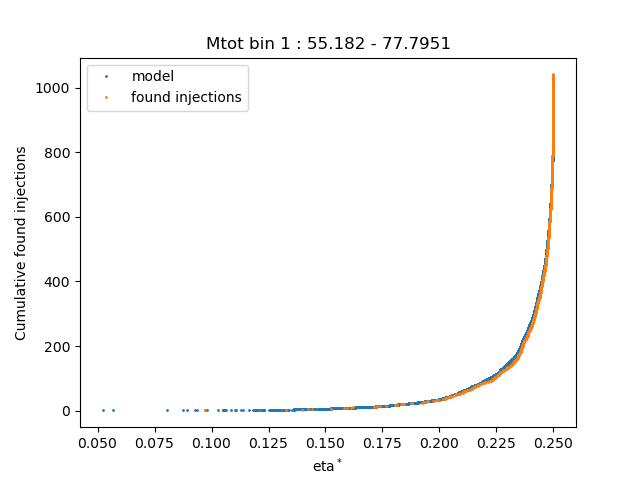 Mtot bin 1 : 55.182 - 77.7951
model
found injections
Cumulative found injections
1000
800
600
400
200
0
0.050 0.075 0.100 0.125 0.150 0.175 0.200 0.225 0.250
eta*